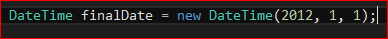 DateTime finalDate = new DateTime(2012, 1, 1);